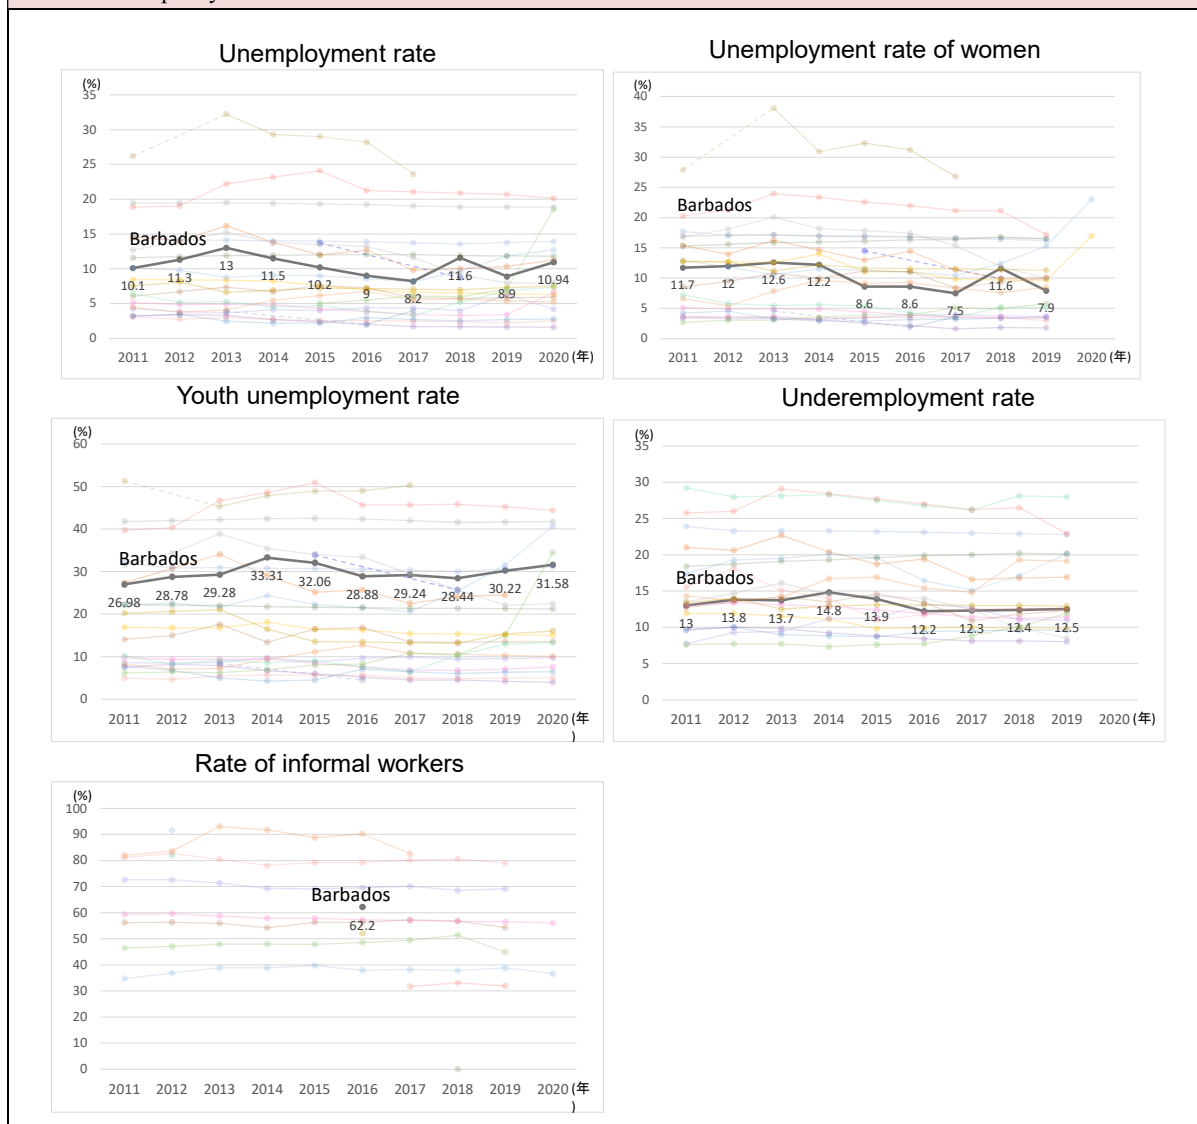 Unemployment rate
(%)
35
30
25
20
15
10
5
0
Barbados
10.1 11.3 13 11.5 10.2 9 8.2 11.6 8.9 10.94
2011 2012 2013 2014 2015 2016 2017 2018 2019 2020 (年)
Unemployment rate of women
(%)
40
35
30
25
20
15
10
5
0
Barbados
11.7 12 12.6 12.2 8.6 8.6 7.5 11.6 7.9
2011 2012 2013 2014 2015 2016 2017 2018 2019 2020 (年)
Youth unemployment rate
(%)
60
50
40
30
20
10
0
Barbados
26.98 28.78 29.28 33.31 32.06 28.88 29.24 28.44 30.22 31.58
2011 2012 2013 2014 2015 2016 2017 2018 2019 2020 (年
)
Underemployment rate
(%)
35
30
25
20
15
10
5
0
Barbados
13 13.8 13.7 14.8 13.9 12.2 12.3 12.4 12.5
2011 2012 2013 2014 2015 2016 2017 2018 2019 2020 (年)
Rate of informal workers
(%)
100
90
80
70
60
50
40
30
20
10
0
Barbados
62.2
2011 2012 2013 2014 2015 2016 2017 2018 2019 2020 (年
)